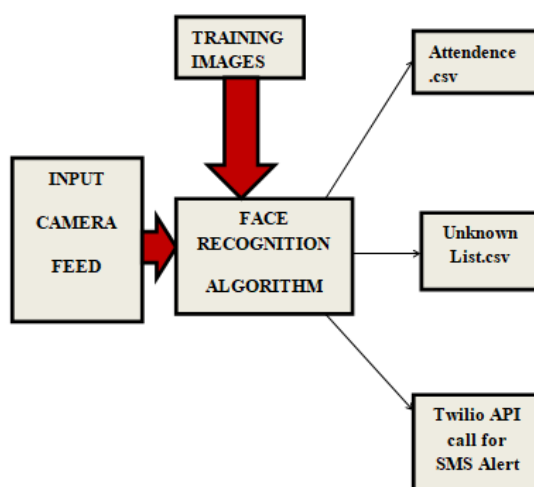 TRAINING
IMAGES
Attendence
.csv
INPUT
CAMERA
FEED
FACE
RECOGNITION
ALGORITHM
Unknown
List.csv
Twilio API
call for
SMS Alert